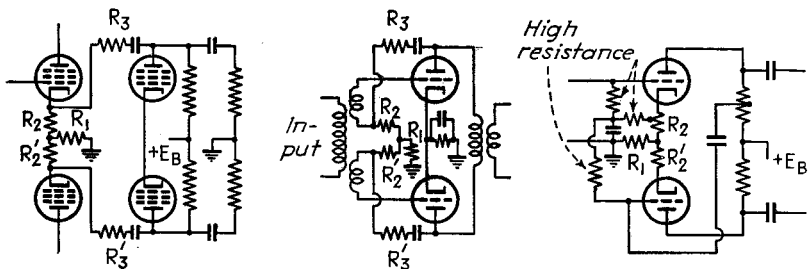 R3
R2
R1
R2'
+EB
R3'
R3
In-
put
R2
R1
R2'
R3'
High
resistance
R2
R1
R2'
+EB